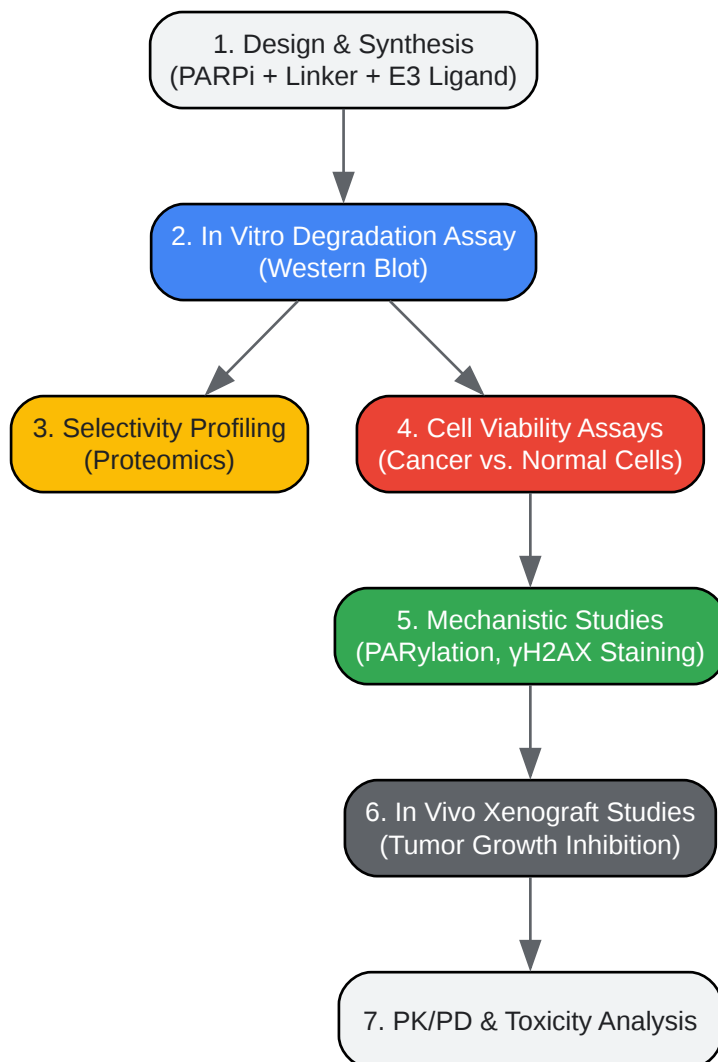 1. Design & Synthesis
(PARPi + Linker + E3 Ligand)
2. In Vitro Degradation Assay
(Western Blot)
3. Selectivity Profiling
(Proteomics)
4. Cell Viability Assays
(Cancer vs. Normal Cells)
5. Mechanistic Studies
(PARylation, γH2AX Staining)
6. In Vivo Xenograft Studies
(Tumor Growth Inhibition)
7. PK/PD & Toxicity Analysis